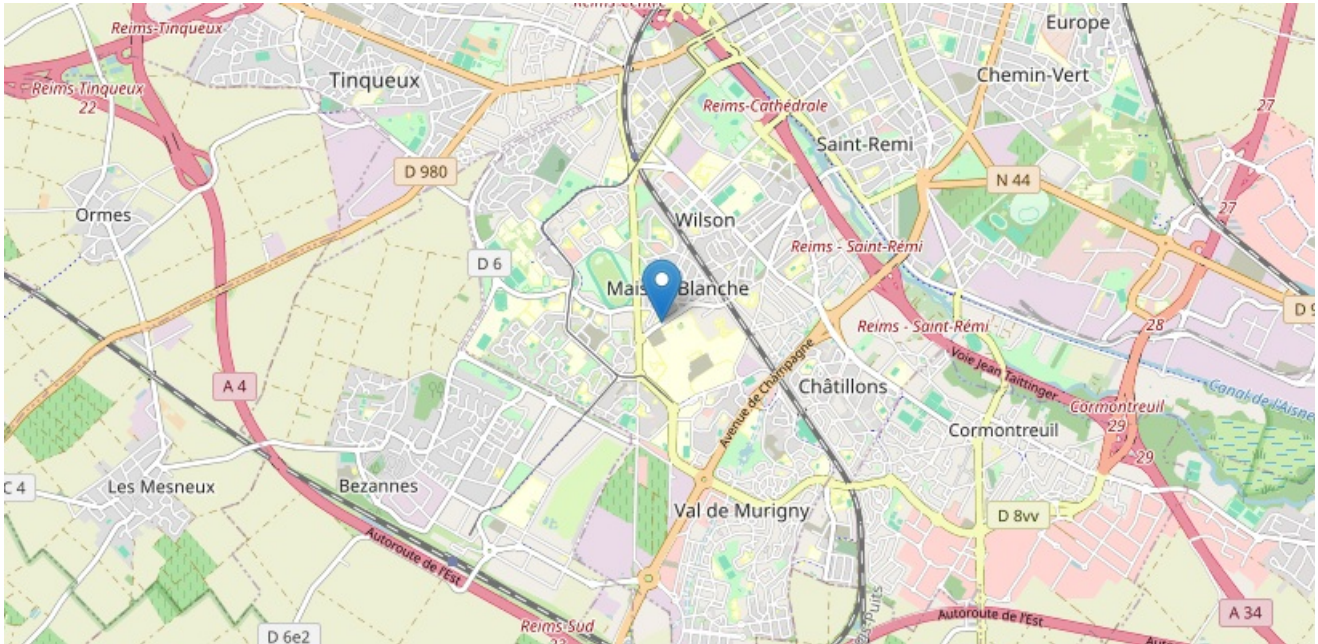 Reims-Centre
Reims-Tinqueux
Europe
Tinqueux
Chemin-Vert
Reims-Tinqueux
22
Reims-Cathédrale
27
Saint-Remi
D 980
N 44
Ormes
Wilson
27
Reims - Saint-Rémi
D 6
Blanche
28
Reims - Saint-Rémi
Voie Jean Taittinger
A 4
Avenue de Champagne
Châtillons
Canal de l'Aisne
Cormontreuil
29
Cormontreuil
29
Les Mesneux
Bezannes
C 4
Val de Murigny
D 8vv
Autoroute de l'Est
A 34
Autoroute de l'Est
Reims-Sud
D 6e2